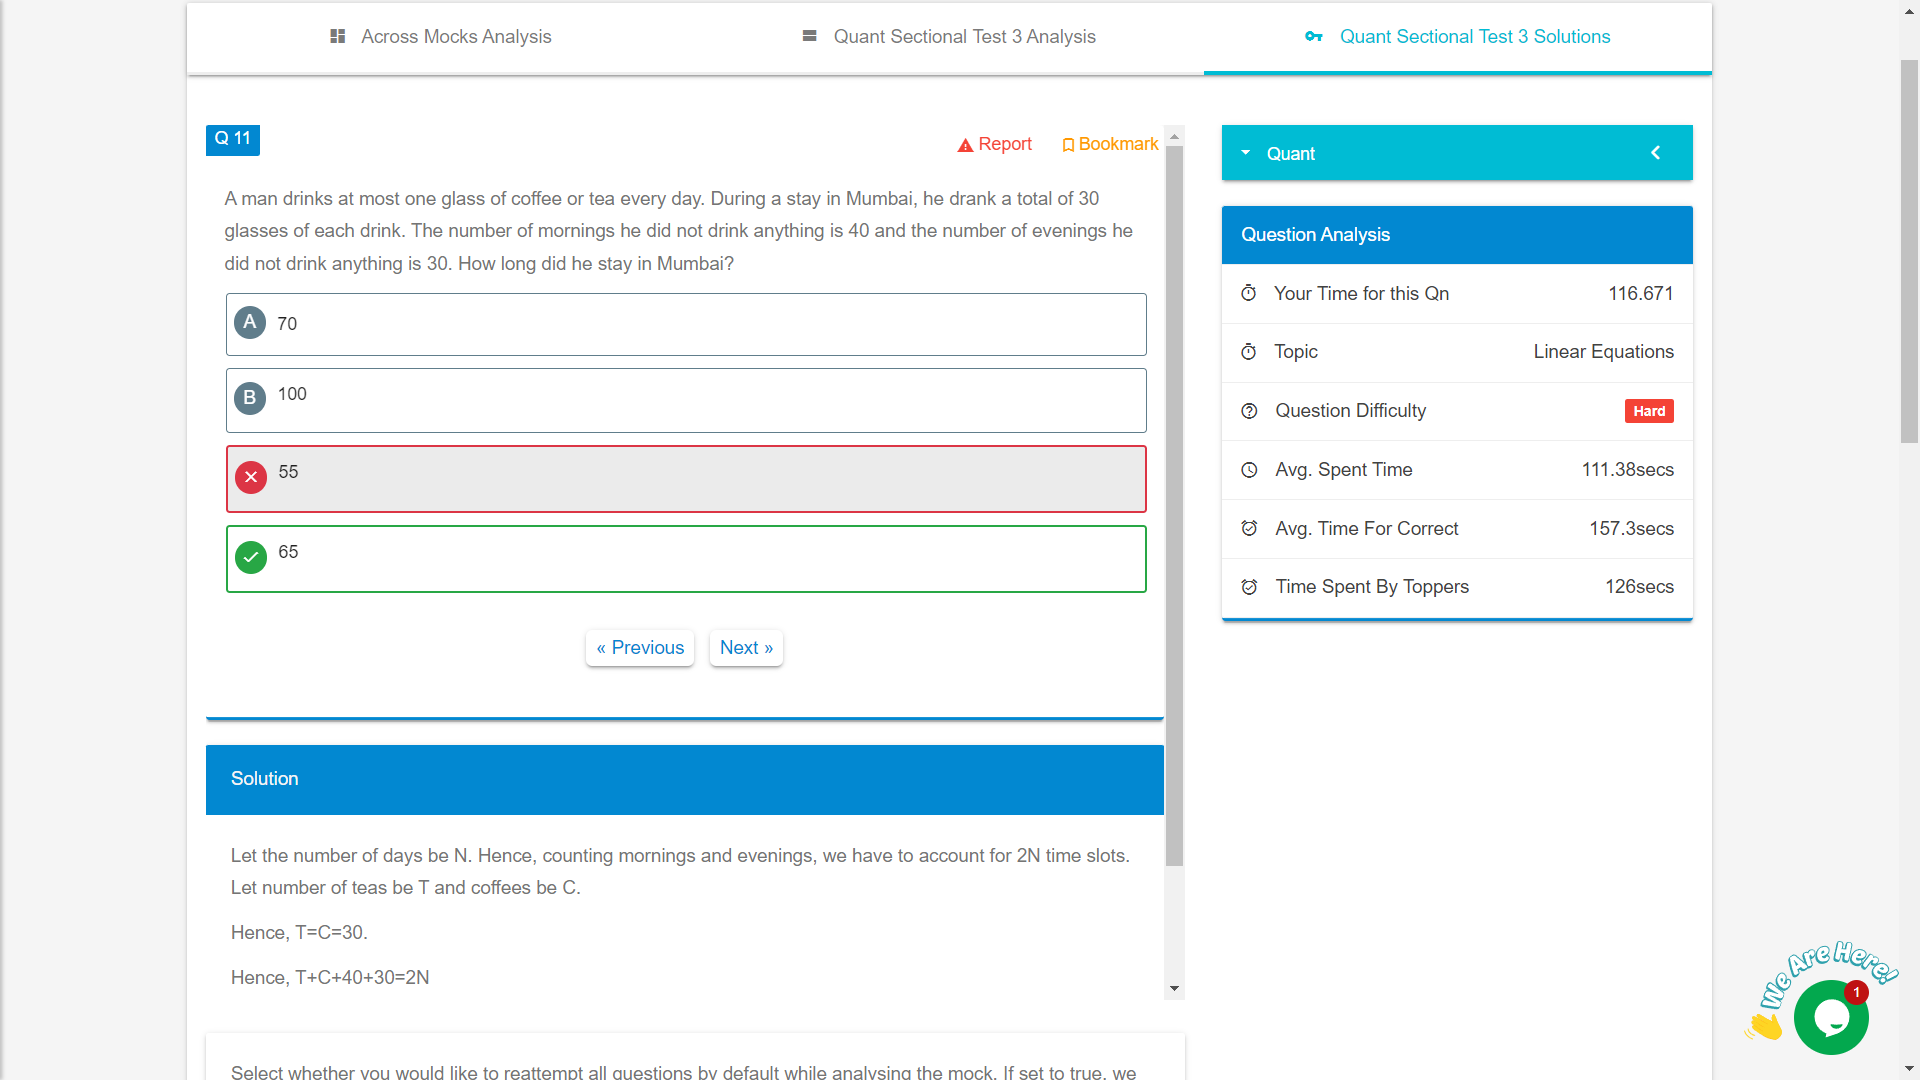 Across Mocks Analysis
Quant Sectional Test 3 Analysis
Quant Sectional Test 3 Solutions
Q 11
Report
Bookmark
A man drinks at most one glass of coffee or tea every day. During a stay in Mumbai, he drank a total of 30
glasses of each drink. The number of mornings he did not drink anything is 40 and the number of evenings he
did not drink anything is 30. How long did he stay in Mumbai?
A 70
B 100
55
65
« Previous
Next »
Solution
Let the number of days be N. Hence, counting mornings and evenings, we have to account for 2N time slots.
Let number of teas be T and coffees be C.
Hence, T=C=30.
Hence, T+C+40+30=2N
Select whether you would like to reattempt all questions by default while analysing the mock. If set to true, we
Quant
Question Analysis
Your Time for this Qn 116.671
Topic Linear Equations
Question Difficulty Hard
Avg. Spent Time 111.38secs
Avg. Time For Correct 157.3secs
Time Spent By Toppers 126secs
We Are Here!
1